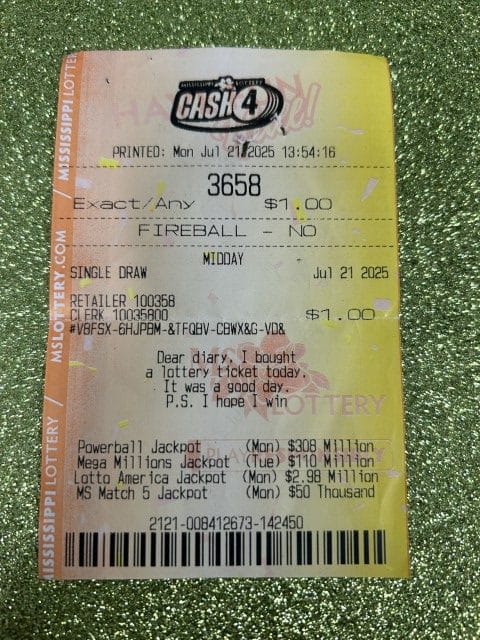 MISSISSIPPI LOTTERY
CASH 4
PRINTED: Mon Jul 21 2025 13:54:16
3658
Exact/Any $1.00
FIREBALL - NO
MIDDAY
SINGLE DRAW Jul 21 2025
RETAILER 100358
CLERK 10035800 $1.00
#V8FSX-6HJPBM-&TFQBV-CBWX&G-VD&
Dear diary, I bought
a lottery ticket today.
It was a good day.
P.S. I hope I win
LOTTERY
Powerball Jackpot (Mon) $308 Million
Mega Millions Jackpot (Tue) $110 Million
Lotto America Jackpot (Mon) $2.98 Million
MS Match 5 Jackpot (Mon) $50 Thousand
2121-008412673-142450
MISSISSIPPI LOTTERY / MSLOTTERY.COM / MISSISSIPPI LOTTERY